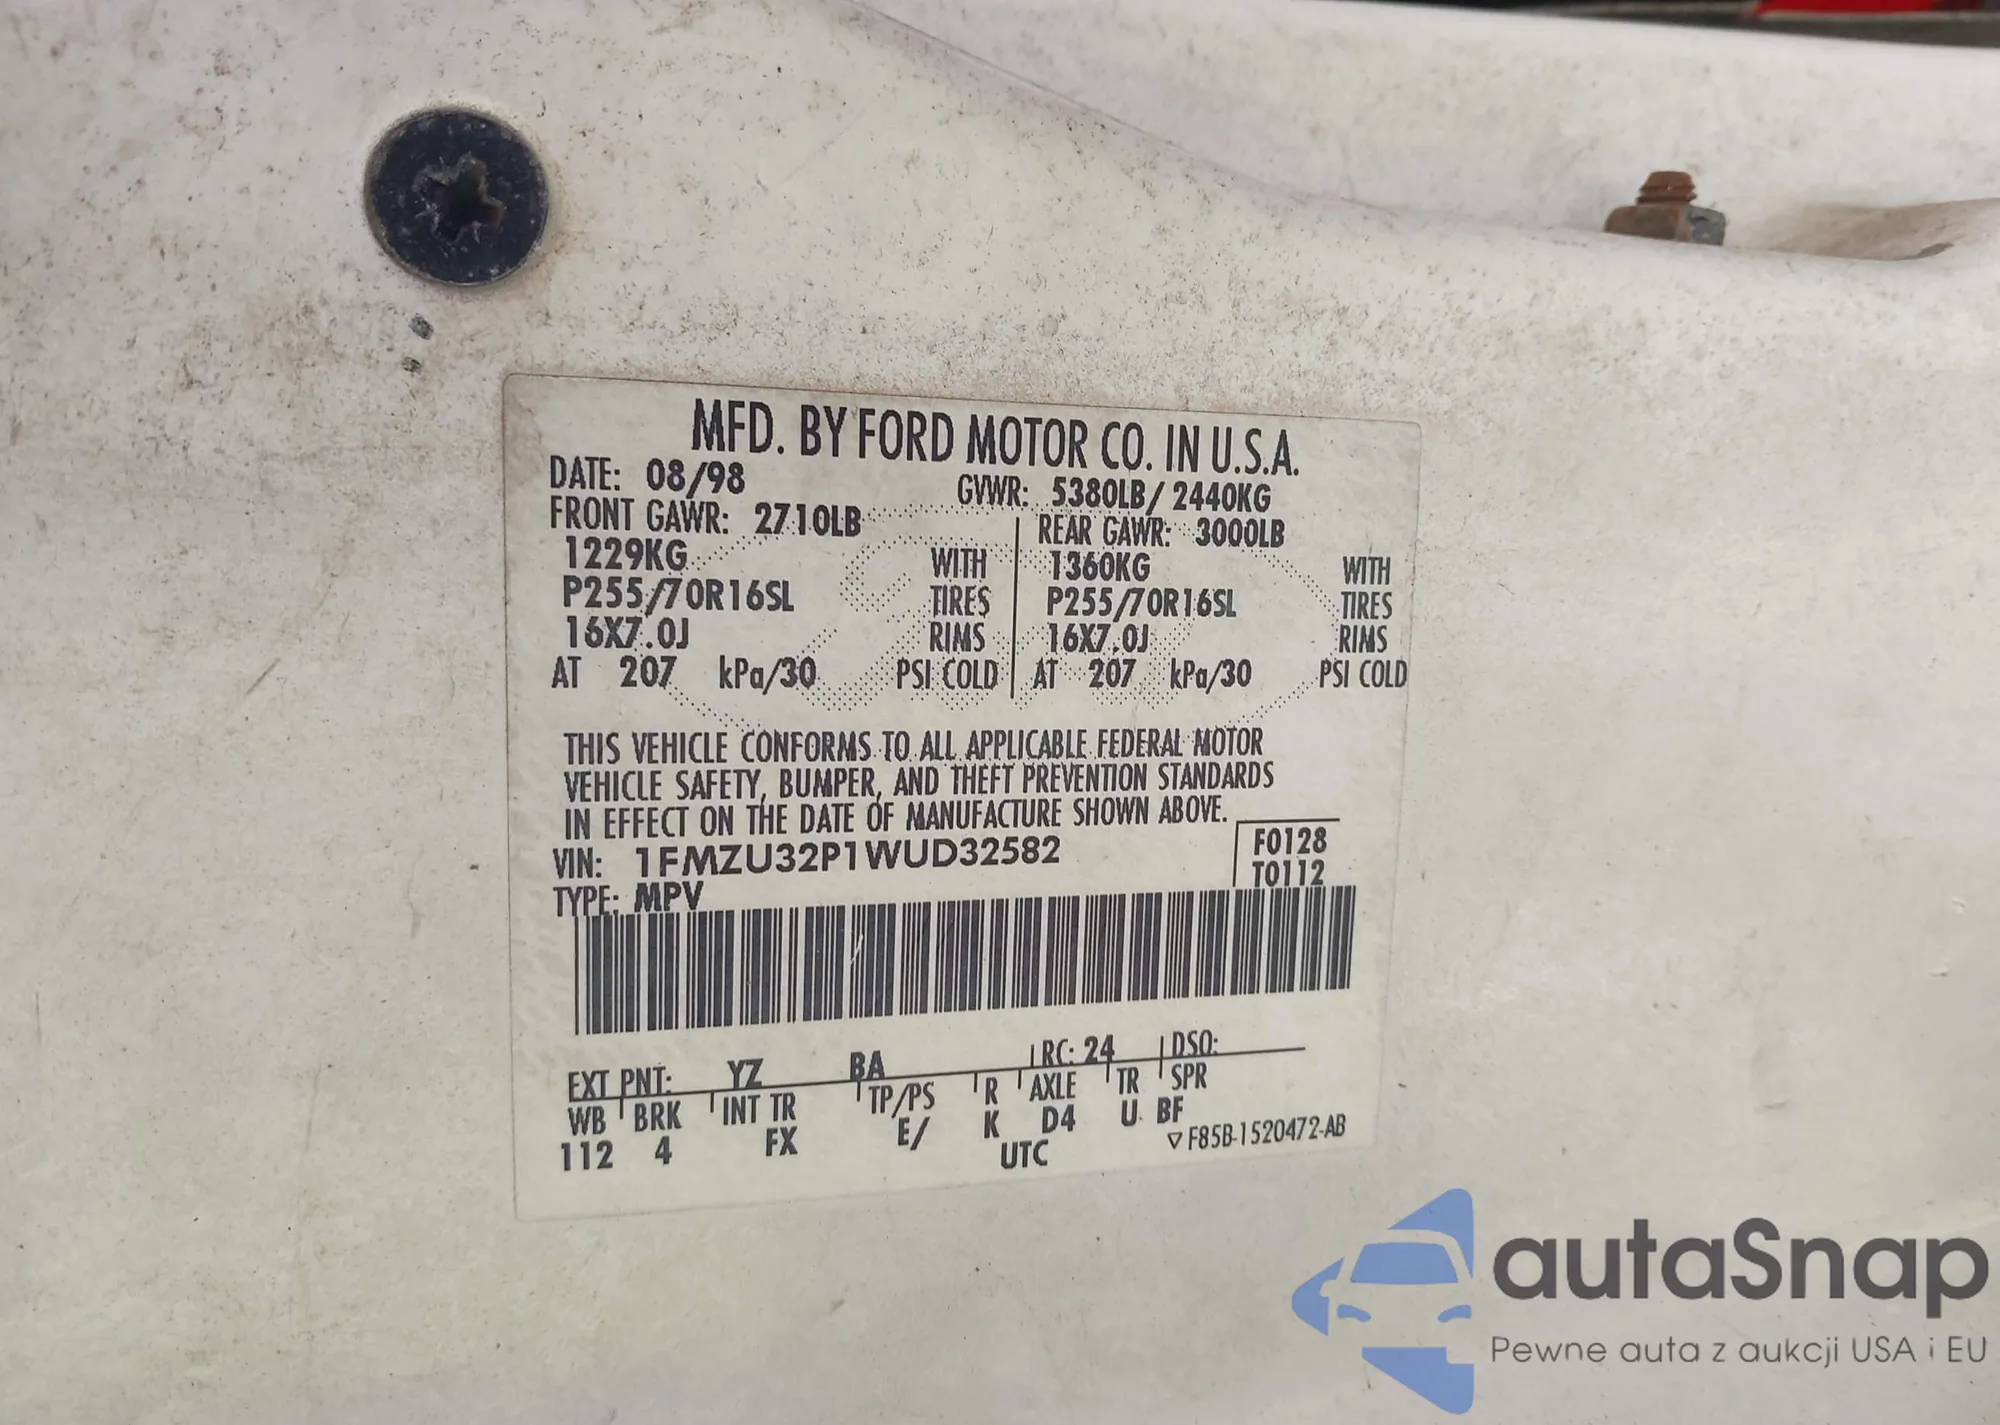 MFD. BY FORD MOTOR CO. IN U.S.A.
DATE: 08/98 GVWR: 5380LB/ 2440KG
FRONT GAWR: 2710LB REAR GAWR: 3000LB
1229KG WITH 1360KG WITH
P255/70R16SL TIRES P255/70R16SL TIRES
16X7.0J RIMS 16X7.0J RIMS
AT 207 kPa/30 PSI COLD AT 207 kPa/30 PSI COLD
THIS VEHICLE CONFORMS TO ALL APPLICABLE FEDERAL MOTOR
VEHICLE SAFETY, BUMPER, AND THEFT PREVENTION STANDARDS
IN EFFECT ON THE DATE OF MANUFACTURE SHOWN ABOVE.
VIN: 1FMZU32P1WUD32582 F0128
TYPE: MPV T0112
EXT PNT: YZ BA RC: 24 DSO:
WB BRK INT TR TP/PS R AXLE TR SPR
112 4 FX E/ K D4 U BF
UTC ▽F85B-1520472-AB
autaSnap
Pewne auta z aukcji USA i EU